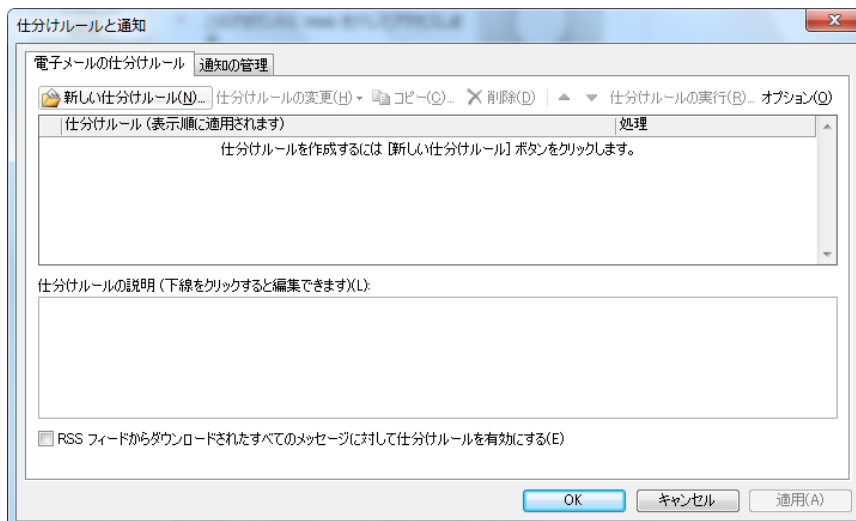 仕分けルールと通知
電子メールの仕分けルール 通知の管理
新しい仕分けルール(N)... 仕分けルールの変更(H) コピー(C)... 削除(D) 仕分けルールの実行(R)... オプション(O)
仕分けルール (表示順に適用されます) 処理
仕分けルールを作成するには [新しい仕分けルール] ボタンをクリックします。
仕分けルールの説明 (下線をクリックすると編集できます)(L):
RSS フィードからダウンロードされたすべてのメッセージに対して仕分けルールを有効にする(E)
OK キャンセル 適用(A)